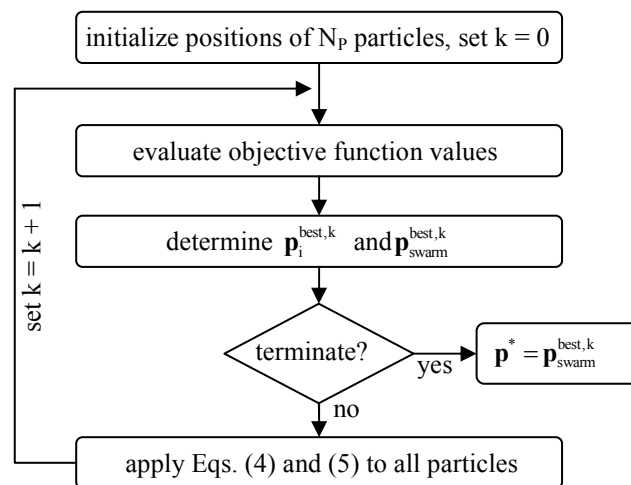 initialize positions of N_P particles, set k = 0
evaluate objective function values
determine p_i^best,k and p_swarm^best,k
terminate?
yes
p^* = p_swarm^best,k
no
set k = k + 1
apply Eqs. (4) and (5) to all particles